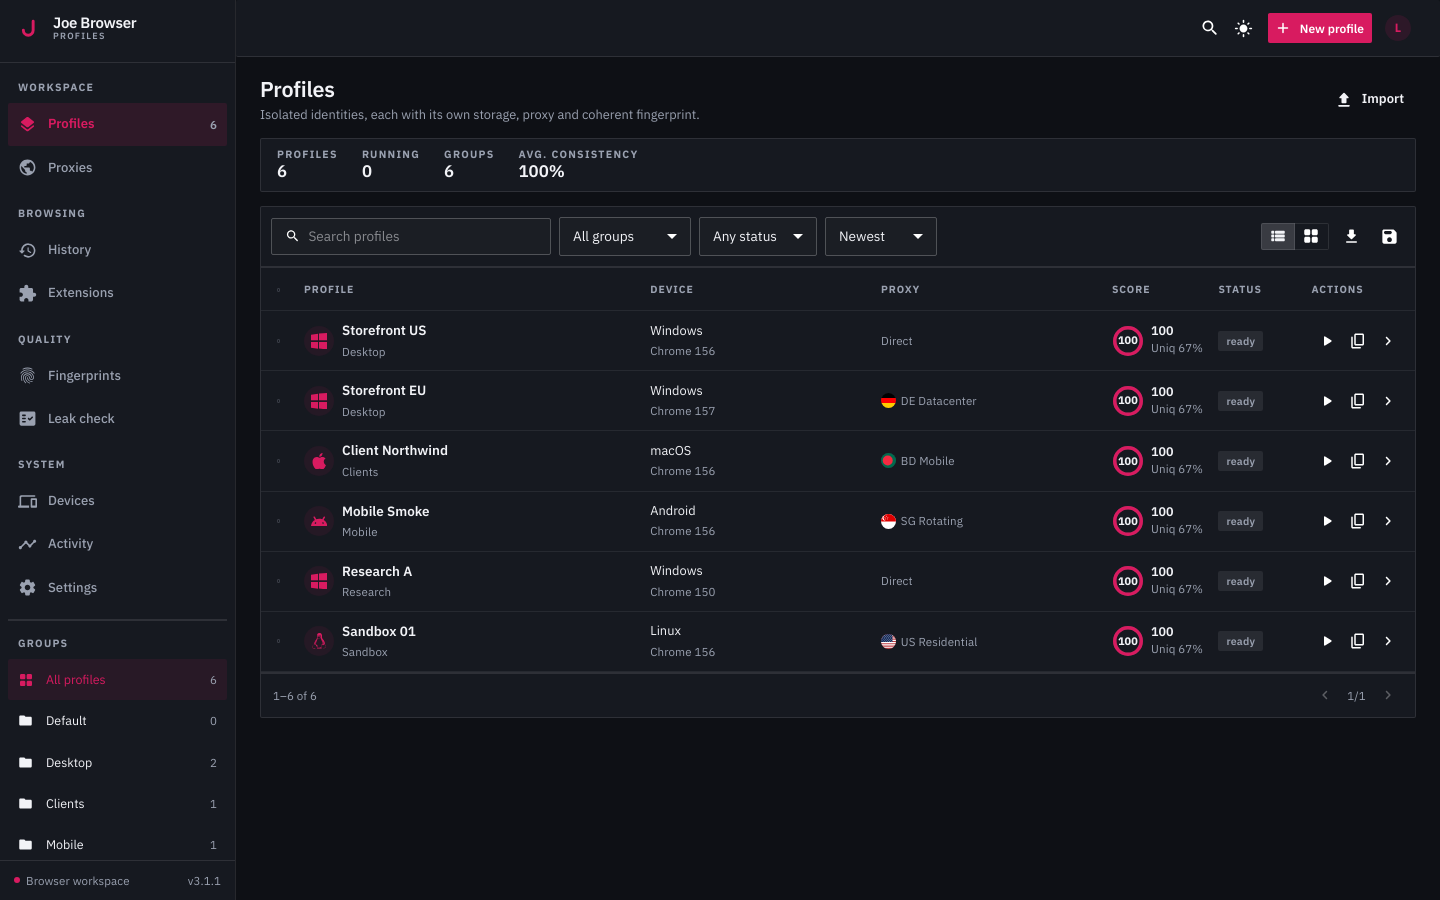 Joe Browser
PROFILES
New profile
L
WORKSPACE
Profiles 6
Proxies
BROWSING
History
Extensions
QUALITY
Fingerprints
Leak check
SYSTEM
Devices
Activity
Settings
GROUPS
All profiles 6
Default 0
Desktop 2
Clients 1
Mobile 1
Browser workspace v3.1.1
Profiles
Isolated identities, each with its own storage, proxy and coherent fingerprint.
Import
PROFILES RUNNING GROUPS AVG. CONSISTENCY
6 0 6 100%
Search profiles All groups Any status Newest
PROFILE DEVICE PROXY SCORE STATUS ACTIONS
Storefront US Windows 100
Desktop Chrome 156 Direct 100 Uniq 67% ready
Storefront EU Windows 100
Desktop Chrome 157 DE Datacenter 100 Uniq 67% ready
Client Northwind macOS 100
Clients Chrome 156 BD Mobile 100 Uniq 67% ready
Mobile Smoke Android 100
Mobile Chrome 156 SG Rotating 100 Uniq 67% ready
Research A Windows 100
Research Chrome 150 Direct 100 Uniq 67% ready
Sandbox 01 Linux 100
Sandbox Chrome 156 US Residential 100 Uniq 67% ready
1–6 of 6 1/1